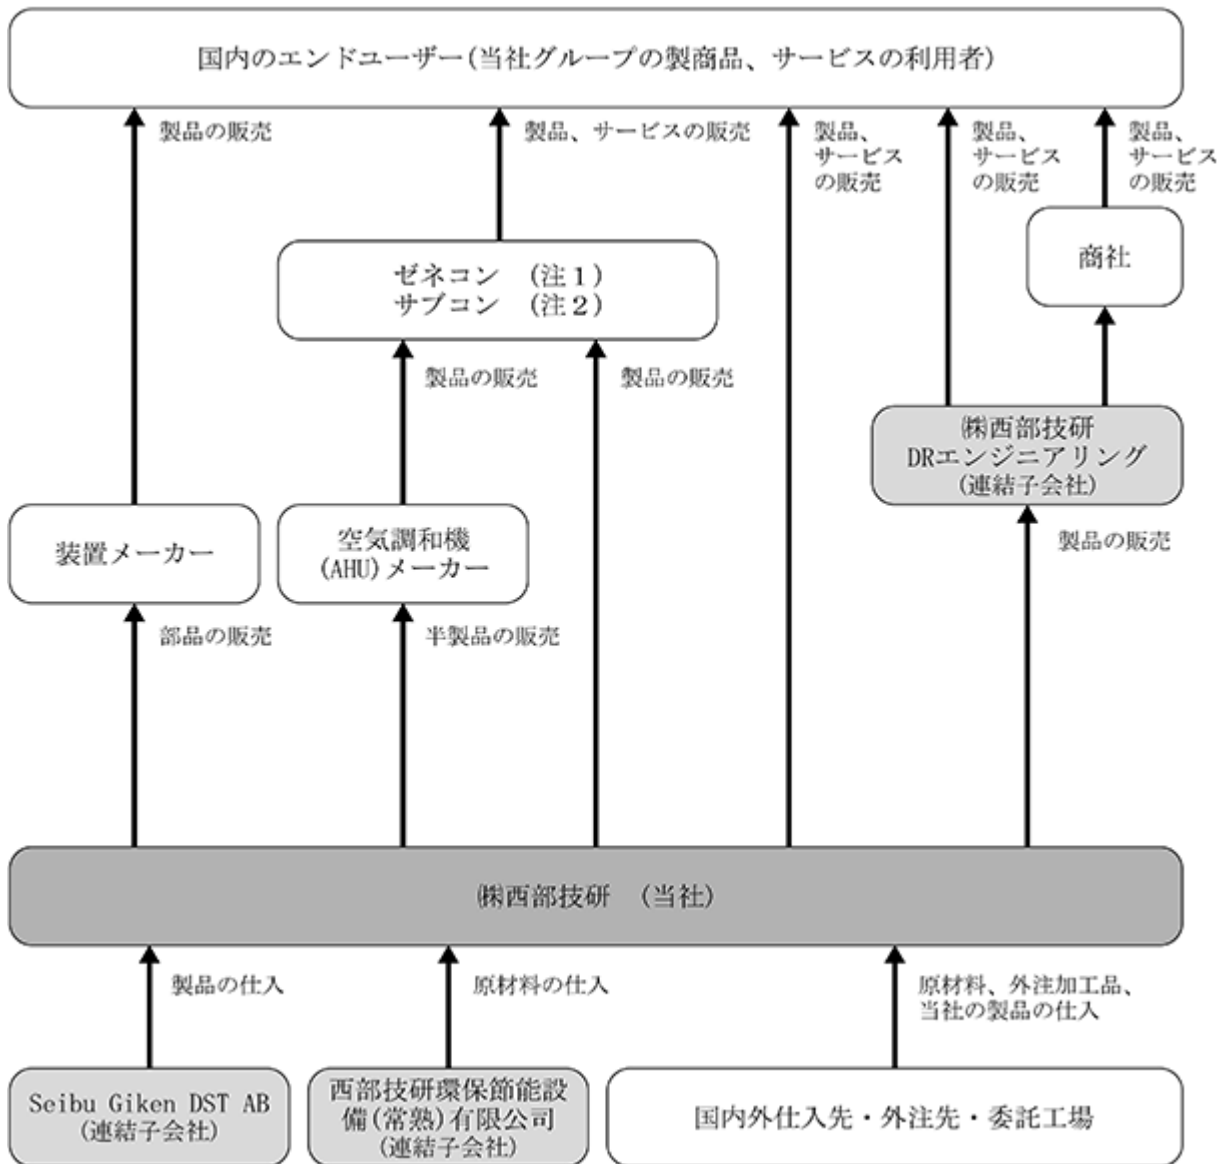 国内のエンドユーザー(当社グループの製商品、サービスの利用者)
製品の販売
製品、サービスの販売
製品、
サービス
の販売
製品、
サービス
の販売
製品、
サービス
の販売
商社
ゼネコン (注1)
サブコン (注2)
製品の販売
製品の販売
㈱西部技研
DRエンジニアリング
(連結子会社)
装置メーカー
空気調和機
(AHU)メーカー
製品の販売
部品の販売
半製品の販売
㈱西部技研 (当社)
製品の仕入
原材料の仕入
原材料、外注加工品、
当社の製品の仕入
Seibu Giken DST AB
(連結子会社)
西部技研環保節能設
備(常熟)有限公司
(連結子会社)
国内外仕入先・外注先・委託工場